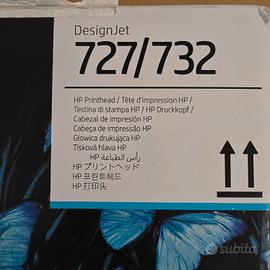 DesignJet
727/732
HP Printhead / Tête d'impression HP /
Testina di stampa HP / HP Druckkopf /
Cabezal de impresión HP
Cabeça de impressão HP
Głowica drukująca HP
Tisková hlava HP
رأس الطباعة HP
HP プリントヘッド
HP 프린트헤드
HP 打印头
subito